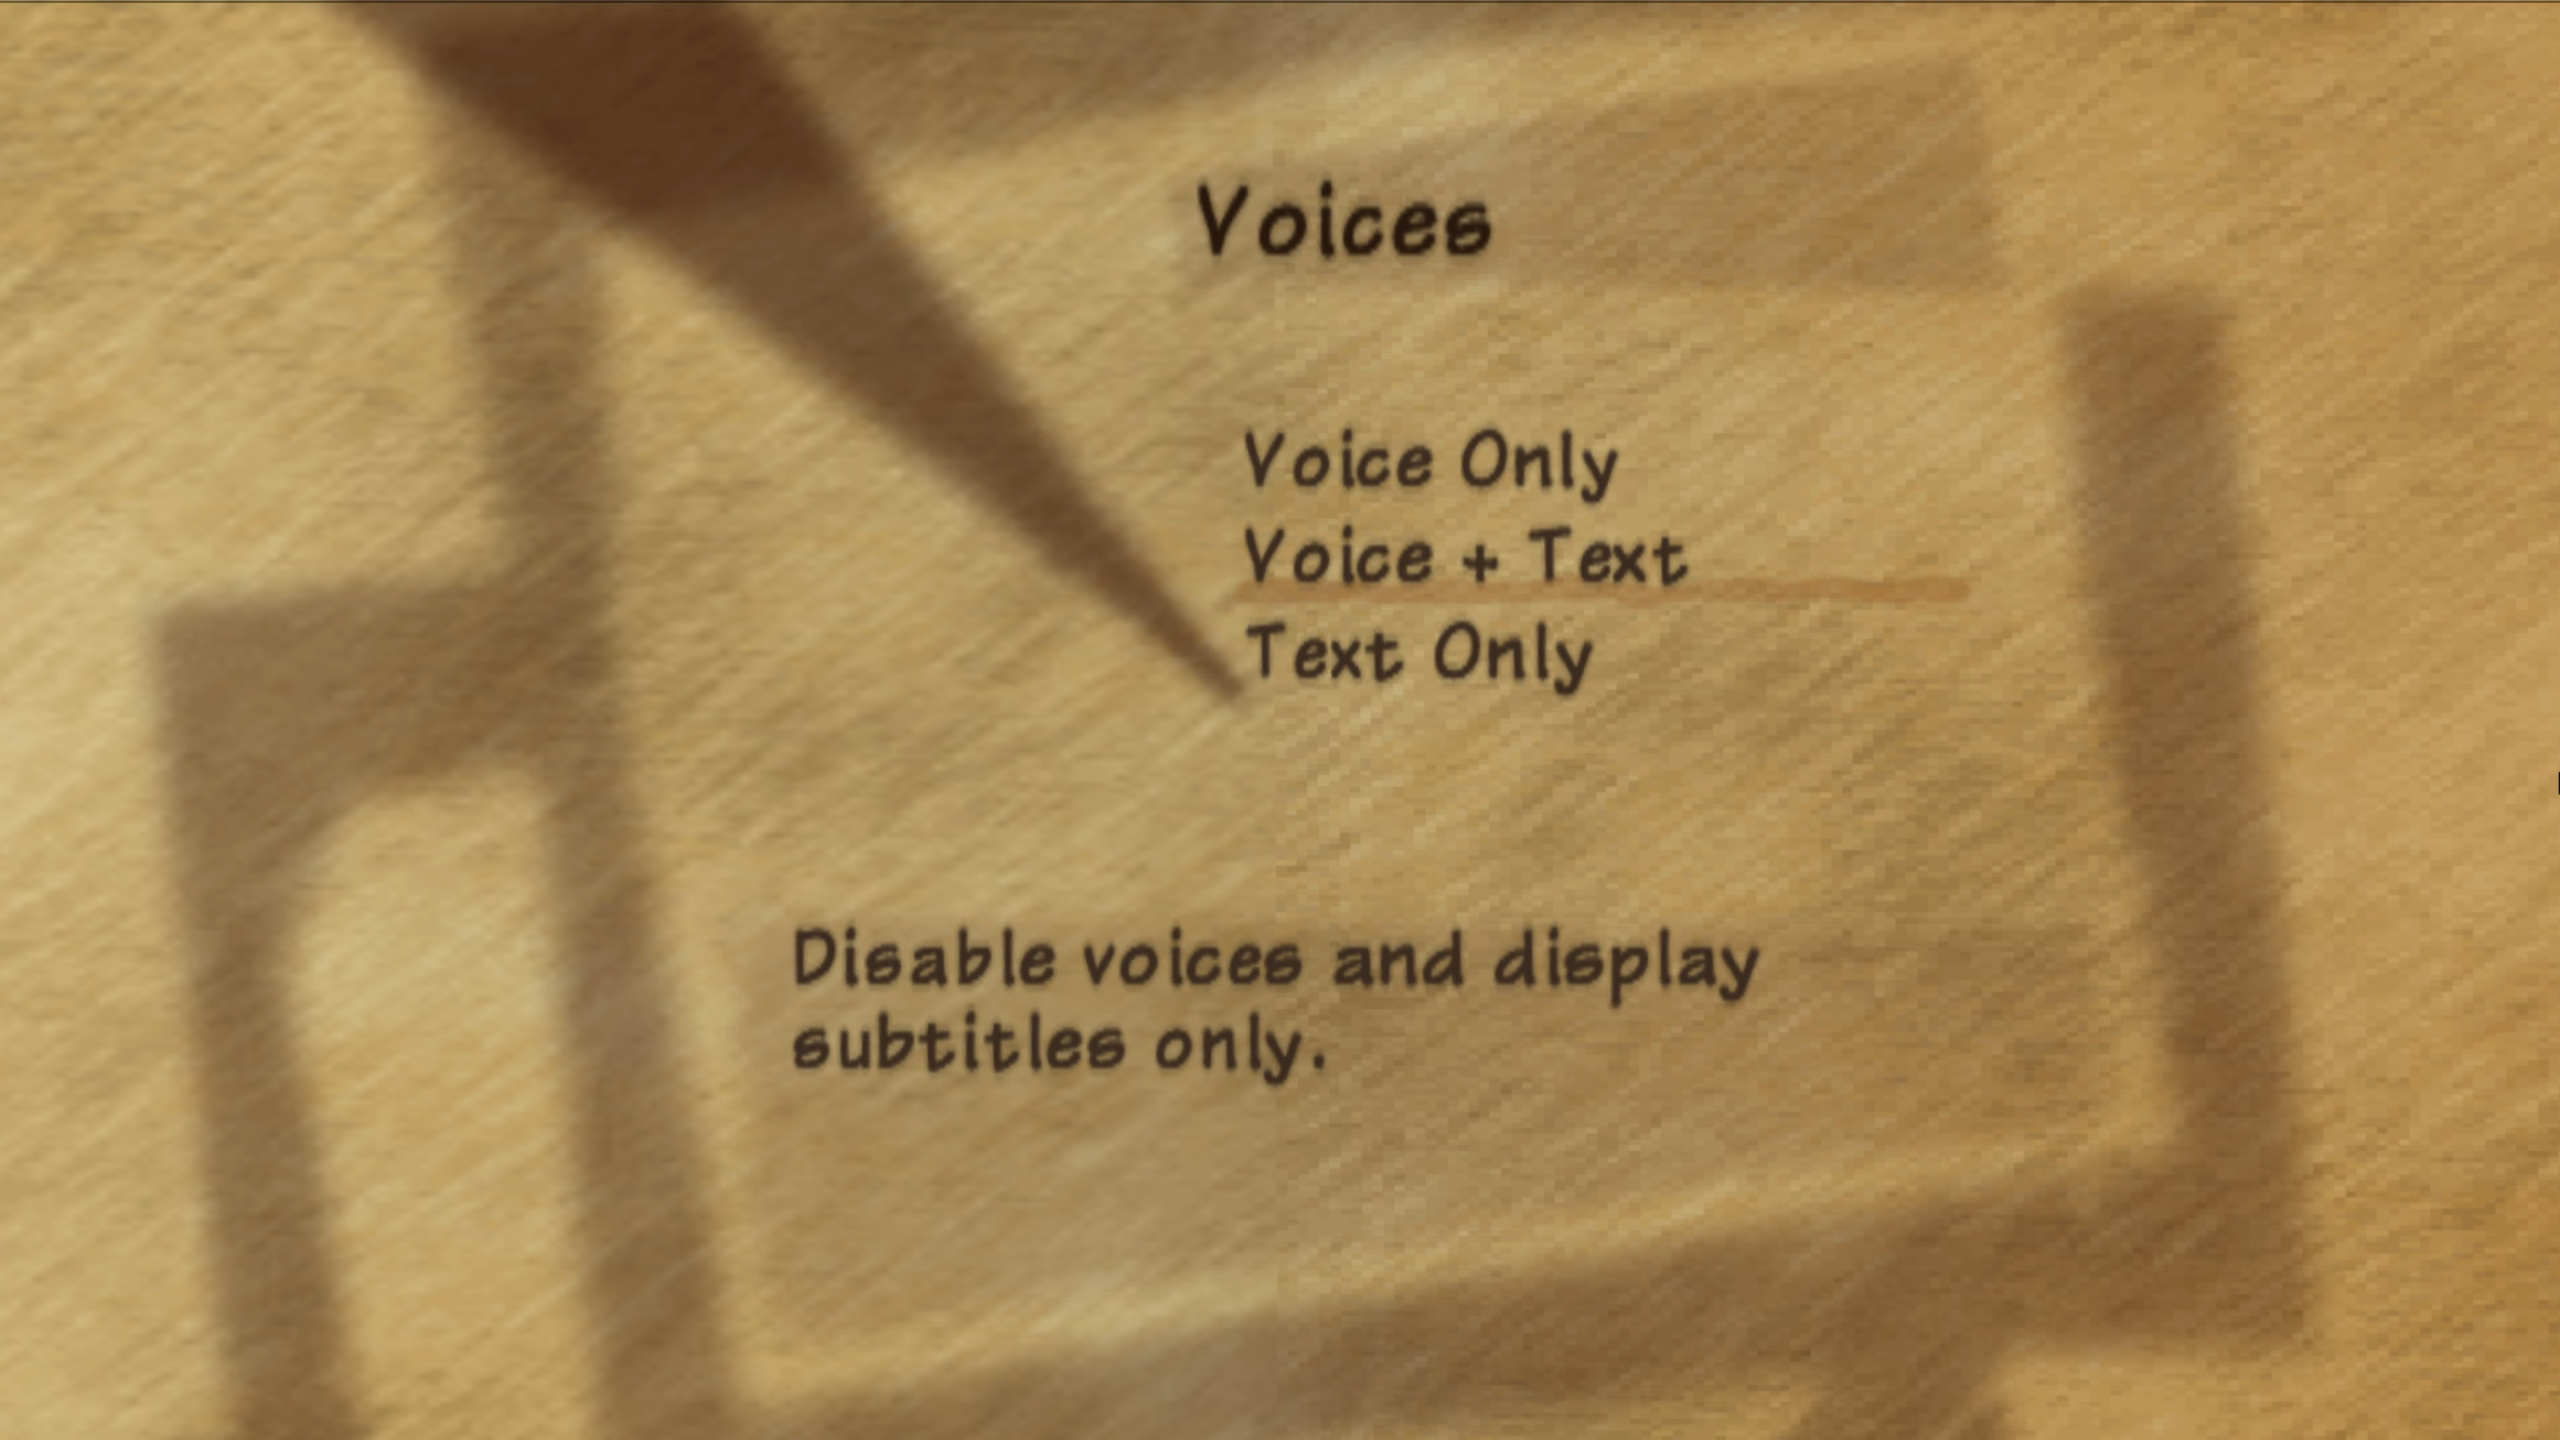 Voices
Voice Only
Voice + Text
Text Only
Disable voices and display
subtitles only.